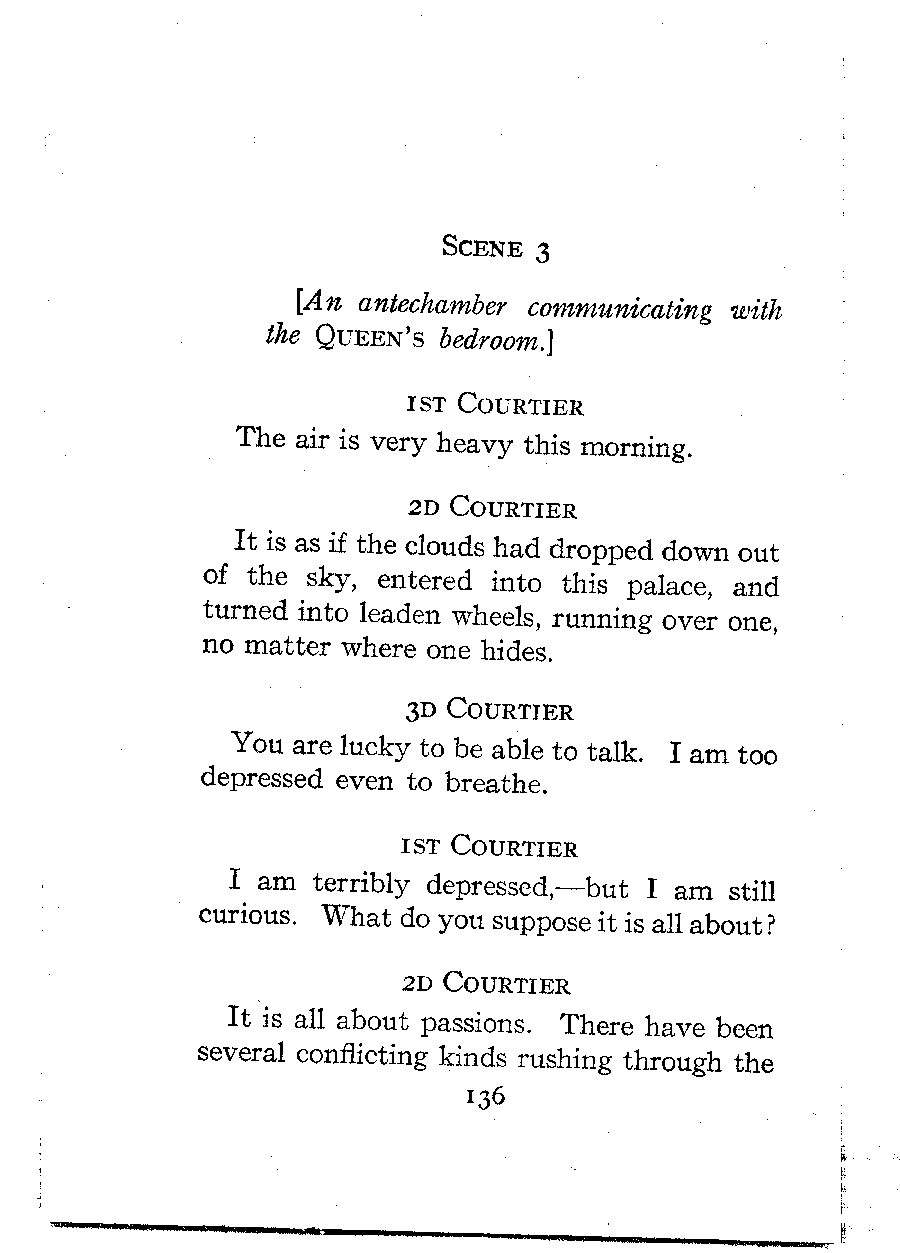 SCENE 3
[An antechamber communicating with
the QUEEN'S bedroom.]
1ST COURTIER
The air is very heavy this morning.
2D COURTIER
It is as if the clouds had dropped down out
of the sky, entered into this palace, and
turned into leaden wheels, running over one,
no matter where one hides.
3D COURTIER
You are lucky to be able to talk. I am too
depressed even to breathe.
1ST COURTIER
I am terribly depressed,—but I am still
curious. What do you suppose it is all about?
2D COURTIER
It is all about passions. There have been
several conflicting kinds rushing through the
136